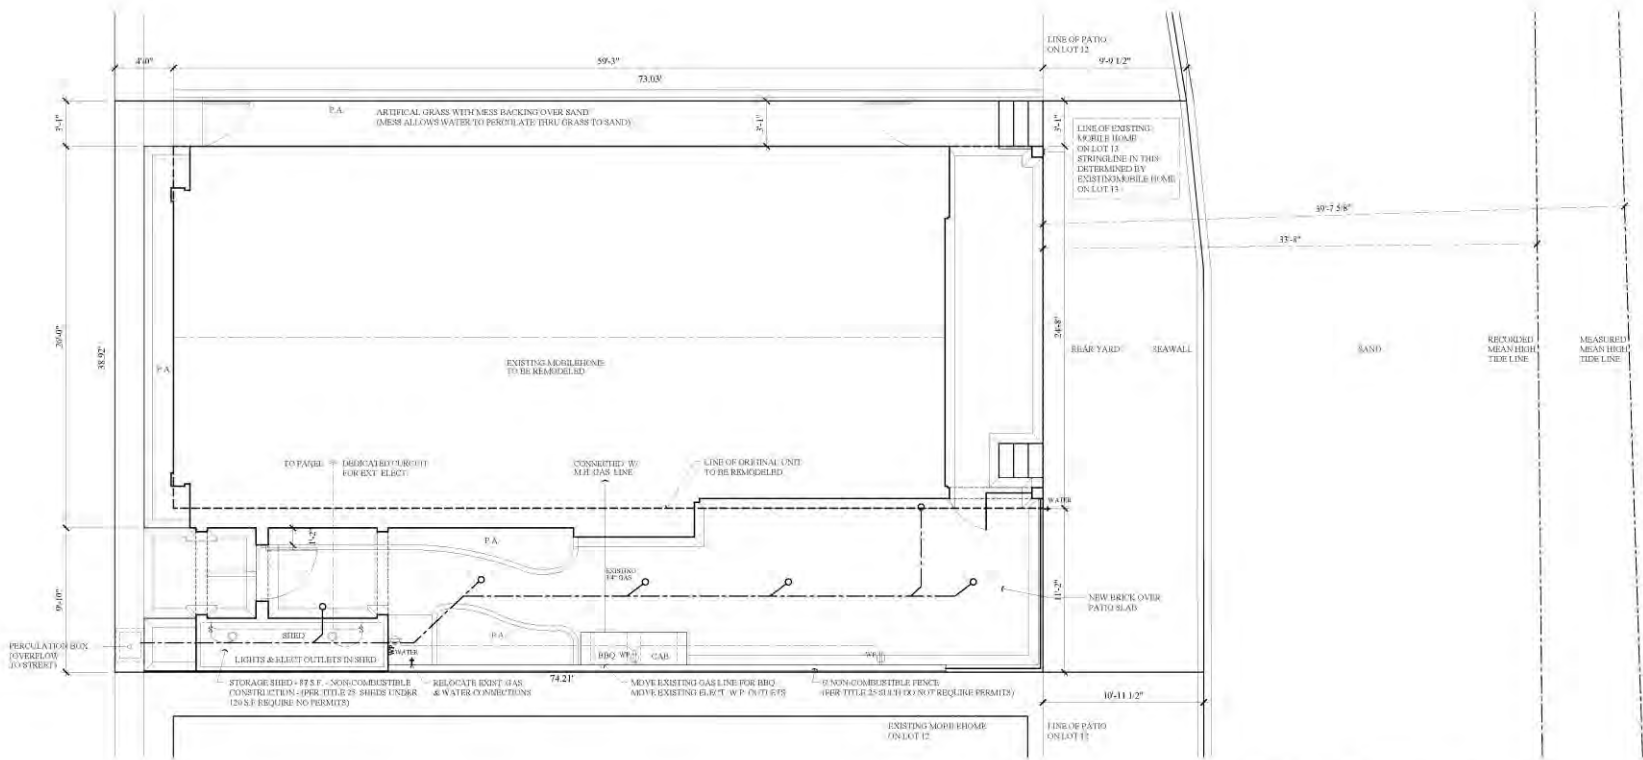 LINE OF PATIO
ON LOT 12
4'-0"
59'-3"
9'-9 1/2"
73.03'
P.A.
ARTIFICAL GRASS WITH MESS BACKING OVER SAND
(MESS ALLOWS WATER TO PERCOLATE THRU GRASS TO SAND)
3'-1"
3'-1"
3'-1"
LINE OF EXISTING
MOBILE HOME
ON LOT 13
STRINGLINE IN THIS
DETERMINED BY
EXISTING MOBILE HOME
ON LOT 13
39'-7 5/8"
33'-8"
38.92'
24'-8"
P.A.
EXISTING MOBILEHOME
TO BE REMODELED
REAR YARD
SEAWALL
SAND
RECORDED
MEAN HIGH
TIDE LINE
MEASURED
MEAN HIGH
TIDE LINE
TO PANEL
DEDICATED CIRCUIT
FOR EXT. ELECT.
CONNECTED W/
M.H. GAS LINE
LINE OF ORIGINAL UNIT
TO BE REMODELED
WATER
1'-2"
P.A.
EXISTING
3/4" GAS
9'-10"
11'-2"
NEW BRICK OVER
PATIO SLAB
P.A.
SHED
LIGHTS & ELECT OUTLETS IN SHED
WATER
BBQ
WP
CAB
WP
PERCULATION BOX
(OVERFLOW
TO STREET)
STORAGE SHED - 87 S.F. - NON-COMBUSTIBLE
CONSTRUCTION - (PER TITLE 25 SHEDS UNDER
120 S.F. REQUIRE NO PERMITS)
RELOCATE EXIST GAS
& WATER CONNECTIONS
74.21'
MOVE EXISTING GAS LINE FOR BBQ
MOVE EXISTING ELECT. W.P. OUTLETS
NON-COMBUSTIBLE FENCE
(PER TITLE 25 SUCH DO NOT REQUIRE PERMITS)
10'-11 1/2"
EXISTING MOBILEHOME
ON LOT 12
LINE OF PATIO
ON LOT 12